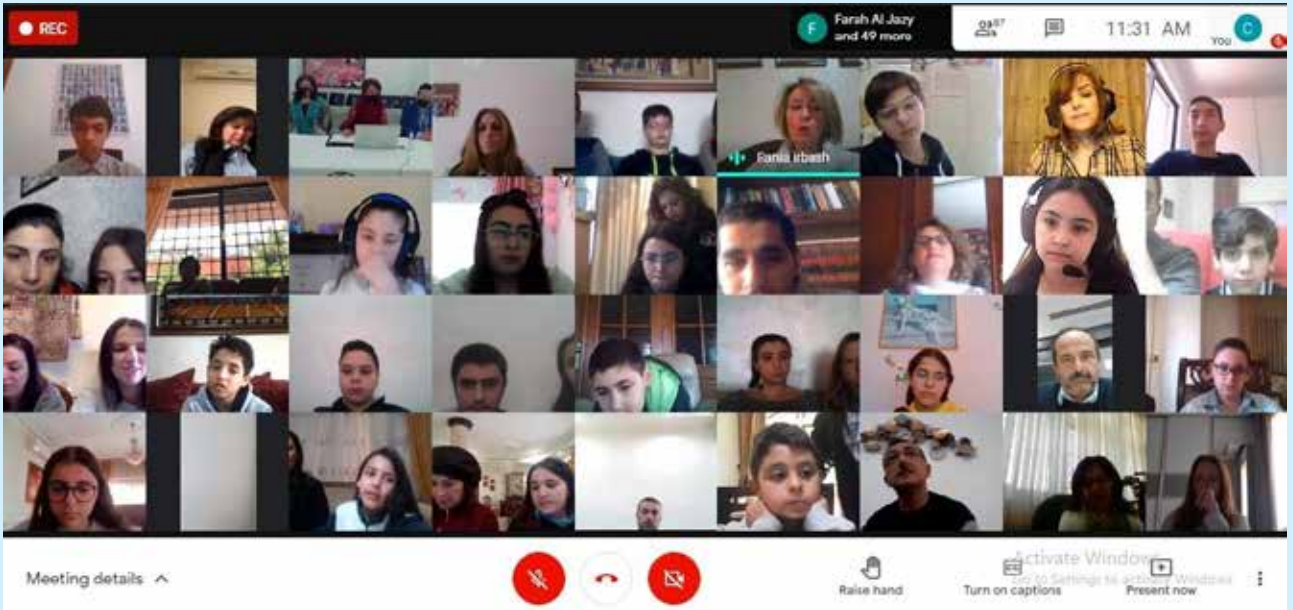 REC
F
Farah Al Jazy
and 49 more
11:31 AM
You
C
Rania irbash
Meeting details
Raise hand
Turn on captions
Present now
Activate Windows
Go to Settings to activate Windows